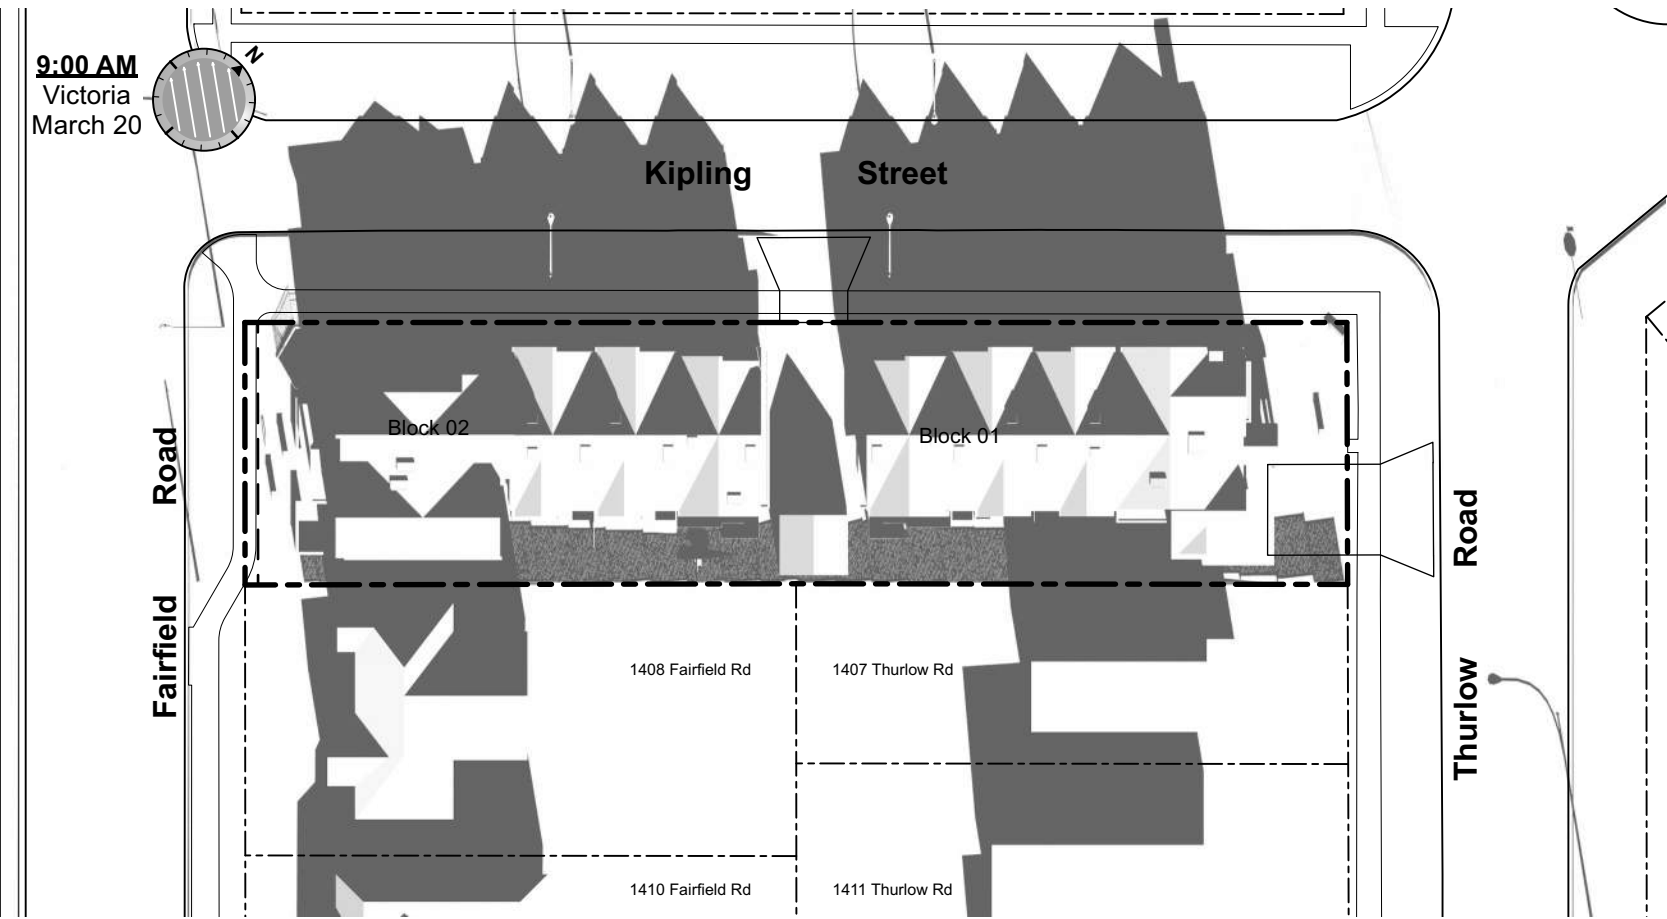 N
9:00 AM
Victoria
March 20
Kipling Street
Block 02
Block 01
Fairfield Road
Thurlow Road
1408 Fairfield Rd
1407 Thurlow Rd
1410 Fairfield Rd
1411 Thurlow Rd